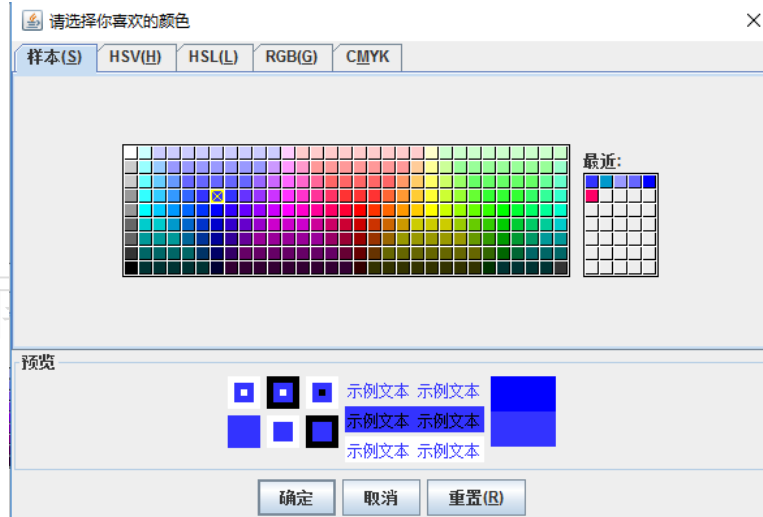 请选择你喜欢的颜色
样本(S) HSV(H) HSL(L) RGB(G) CMYK
最近:
预览
示例文本 示例文本
示例文本 示例文本
示例文本 示例文本
确定 取消 重置(R)